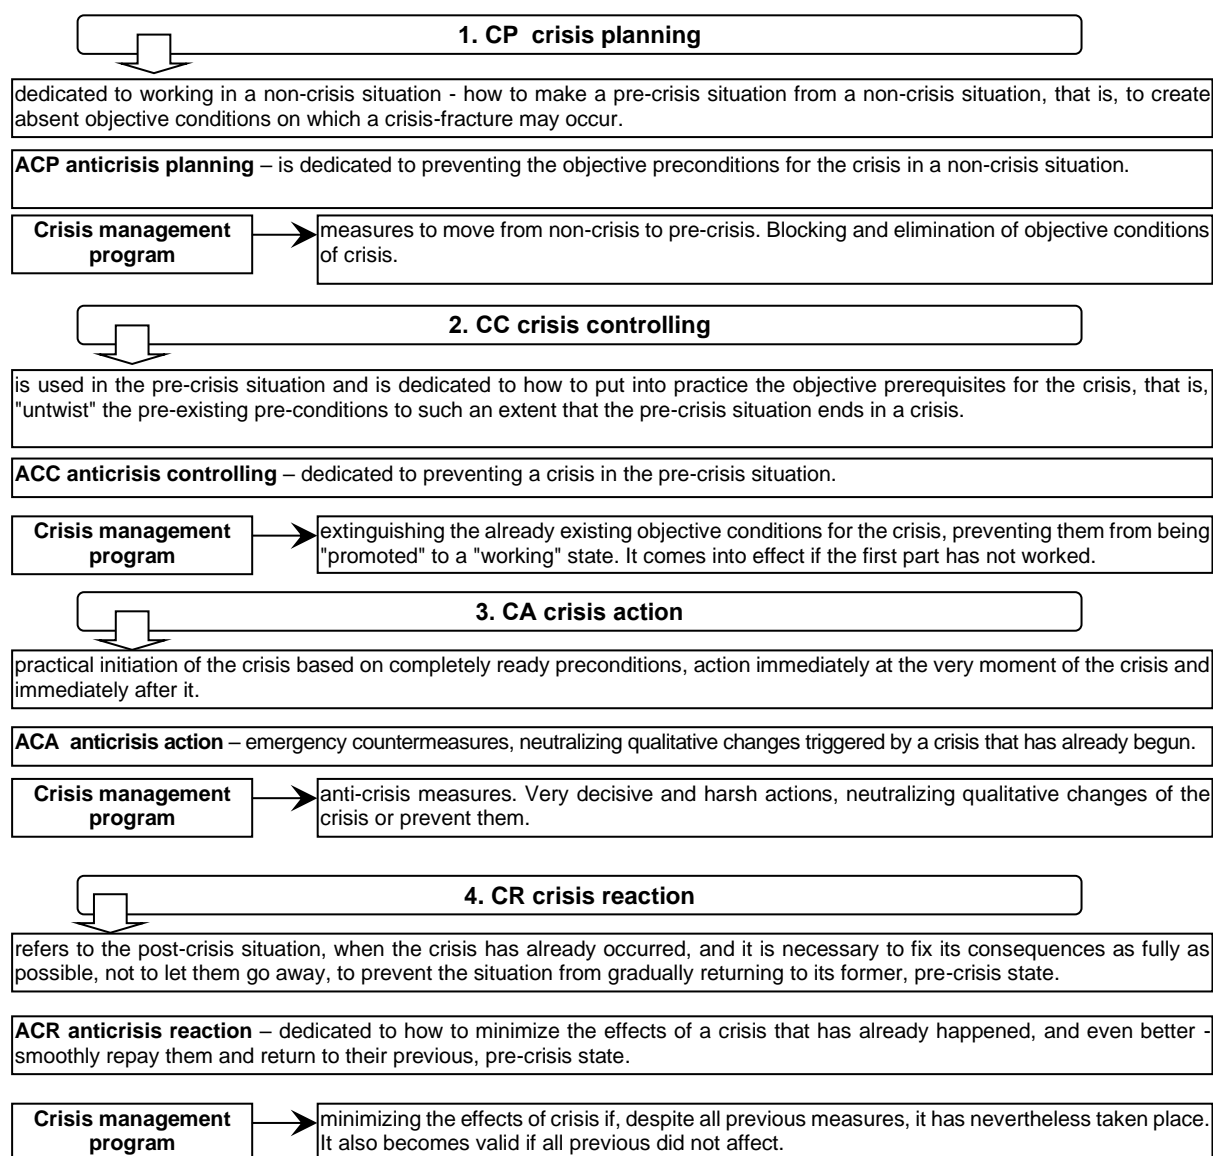 1. CP crisis planning
dedicated to working in a non-crisis situation - how to make a pre-crisis situation from a non-crisis situation, that is, to create
absent objective conditions on which a crisis-fracture may occur.
ACP anticrisis planning – is dedicated to preventing the objective preconditions for the crisis in a non-crisis situation.
Crisis management
program
measures to move from non-crisis to pre-crisis. Blocking and elimination of objective conditions
of crisis.
2. CC crisis controlling
is used in the pre-crisis situation and is dedicated to how to put into practice the objective prerequisites for the crisis, that is,
"untwist" the pre-existing pre-conditions to such an extent that the pre-crisis situation ends in a crisis.
ACC anticrisis controlling – dedicated to preventing a crisis in the pre-crisis situation.
Crisis management
program
extinguishing the already existing objective conditions for the crisis, preventing them from being
"promoted" to a "working" state. It comes into effect if the first part has not worked.
3. CA crisis action
practical initiation of the crisis based on completely ready preconditions, action immediately at the very moment of the crisis and
immediately after it.
ACA anticrisis action – emergency countermeasures, neutralizing qualitative changes triggered by a crisis that has already begun.
Crisis management
program
anti-crisis measures. Very decisive and harsh actions, neutralizing qualitative changes of the
crisis or prevent them.
4. CR crisis reaction
refers to the post-crisis situation, when the crisis has already occurred, and it is necessary to fix its consequences as fully as
possible, not to let them go away, to prevent the situation from gradually returning to its former, pre-crisis state.
ACR anticrisis reaction – dedicated to how to minimize the effects of a crisis that has already happened, and even better -
smoothly repay them and return to their previous, pre-crisis state.
Crisis management
program
minimizing the effects of crisis if, despite all previous measures, it has nevertheless taken place.
It also becomes valid if all previous did not affect.